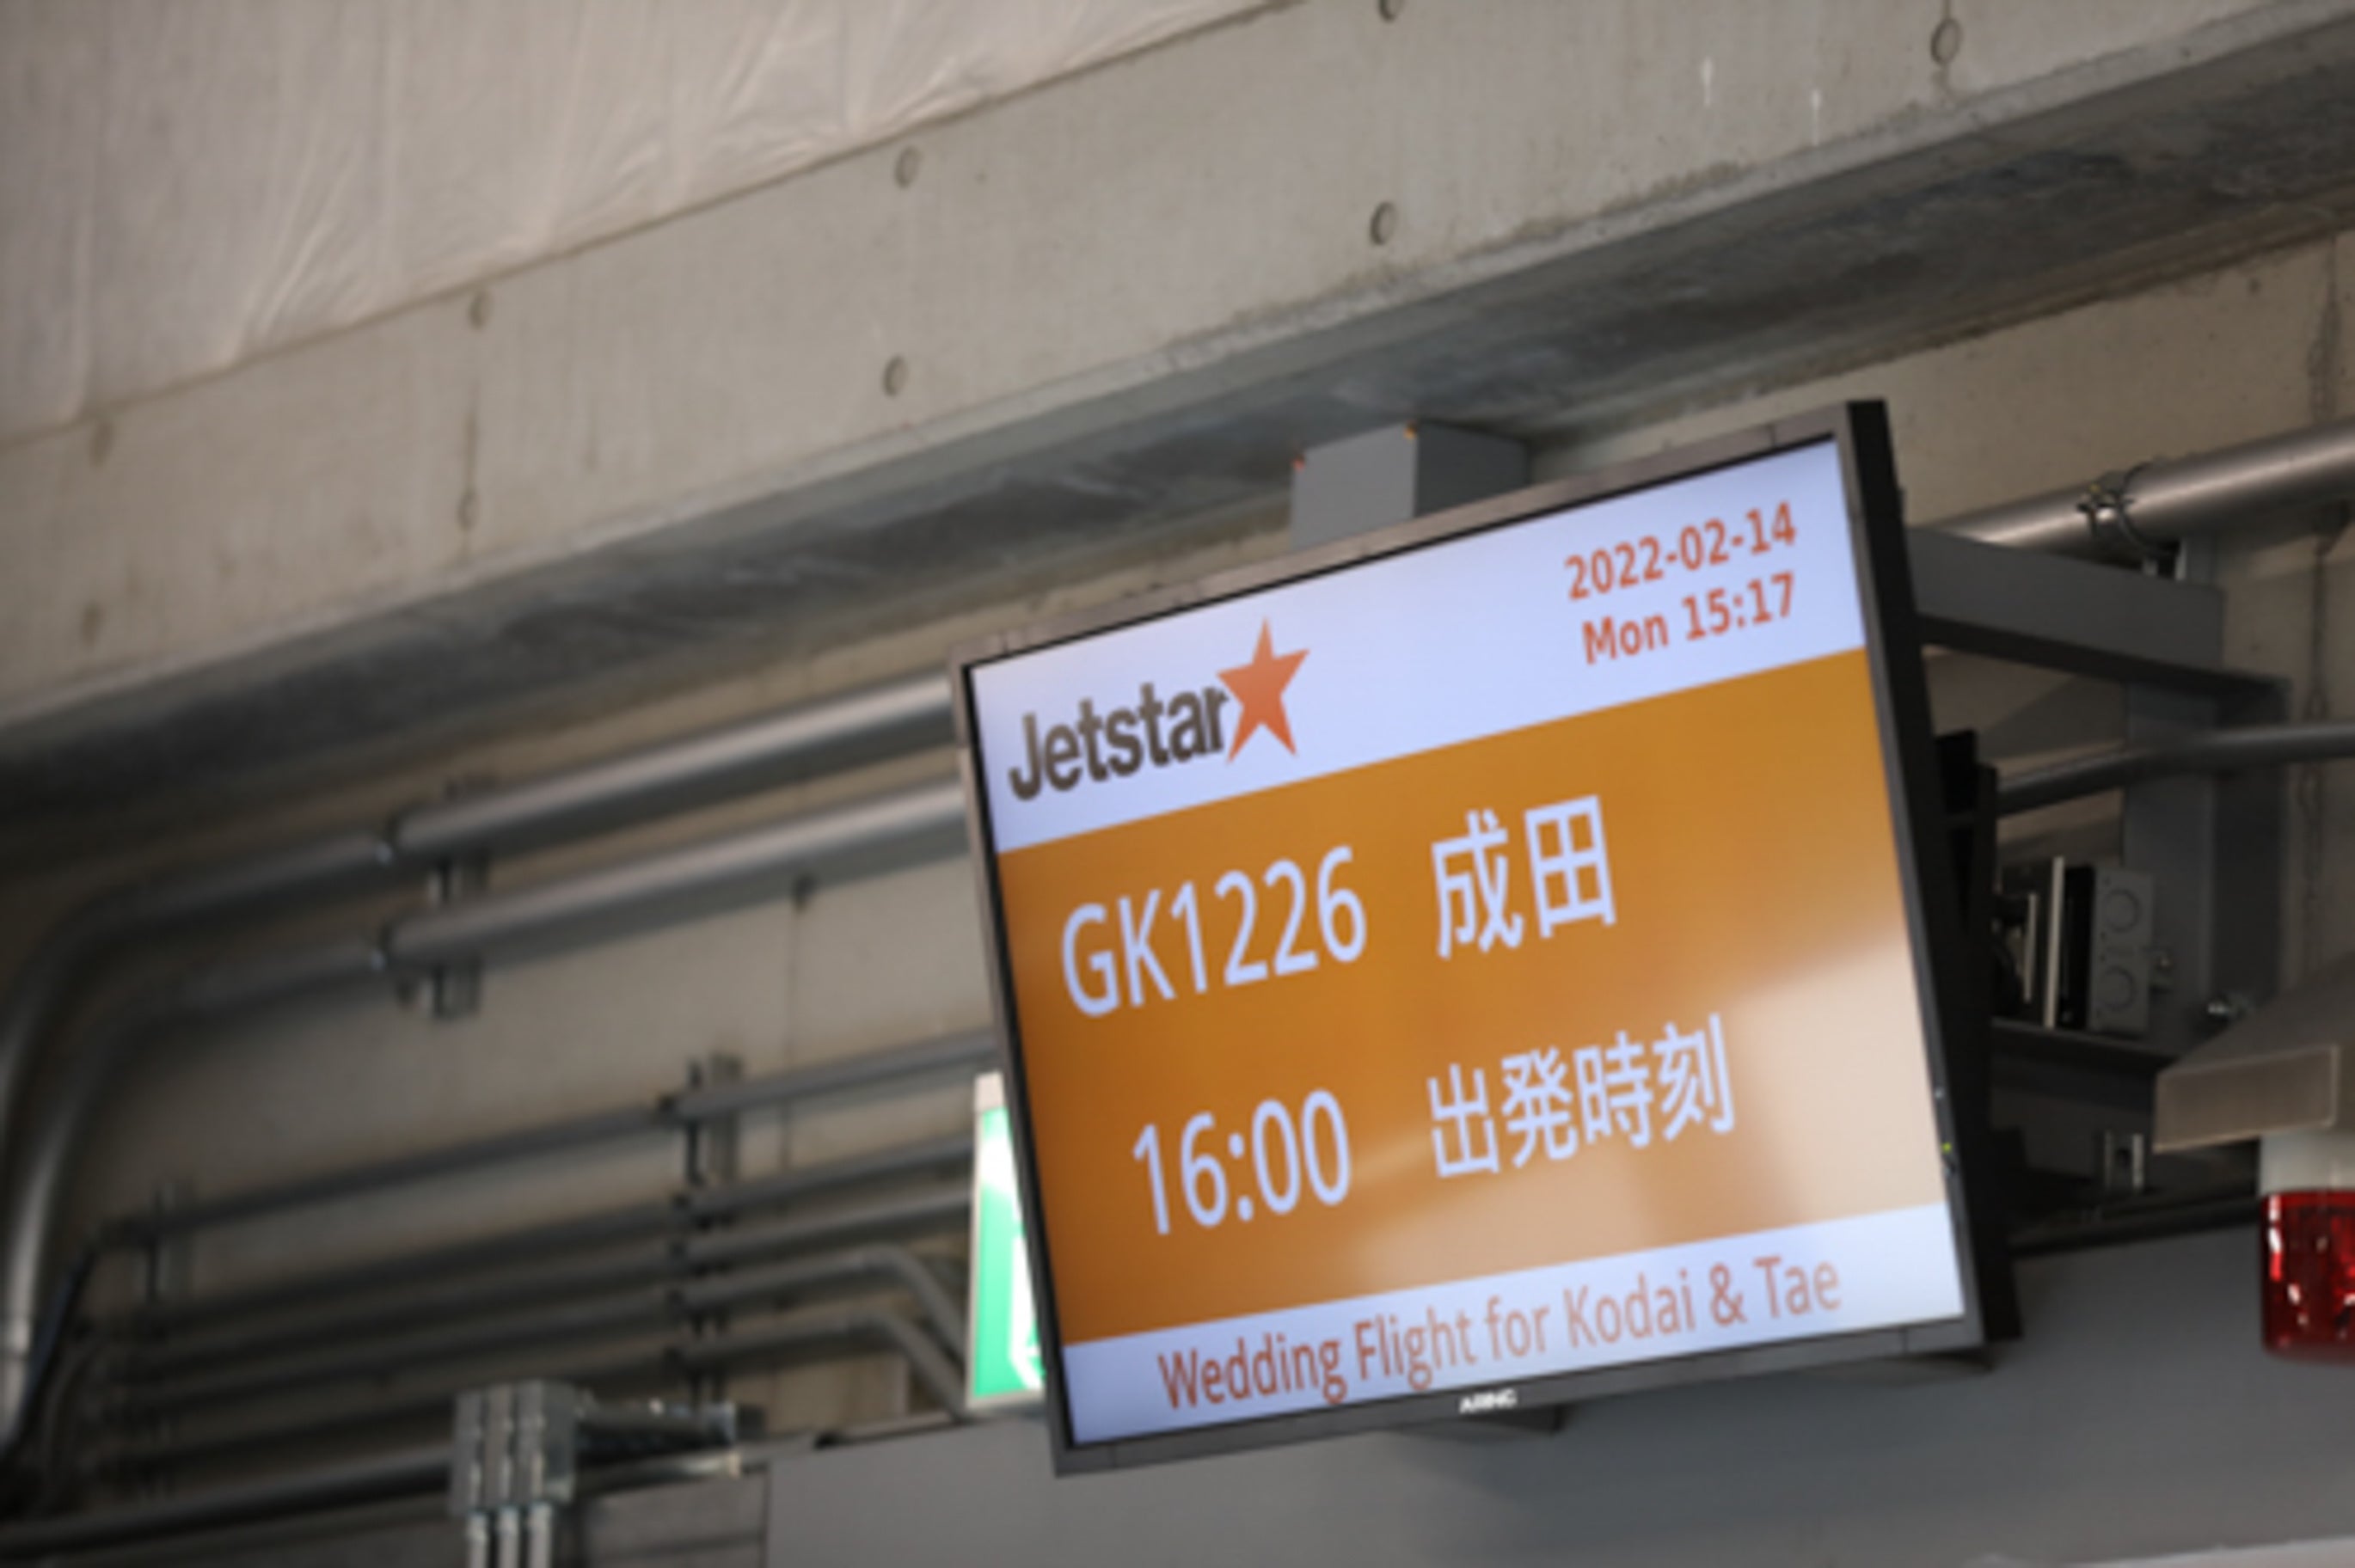 2022-02-14
Mon 15:17
Jetstar
GK1226 成田
16:00 出発時刻
Wedding Flight for Kodai & Tae